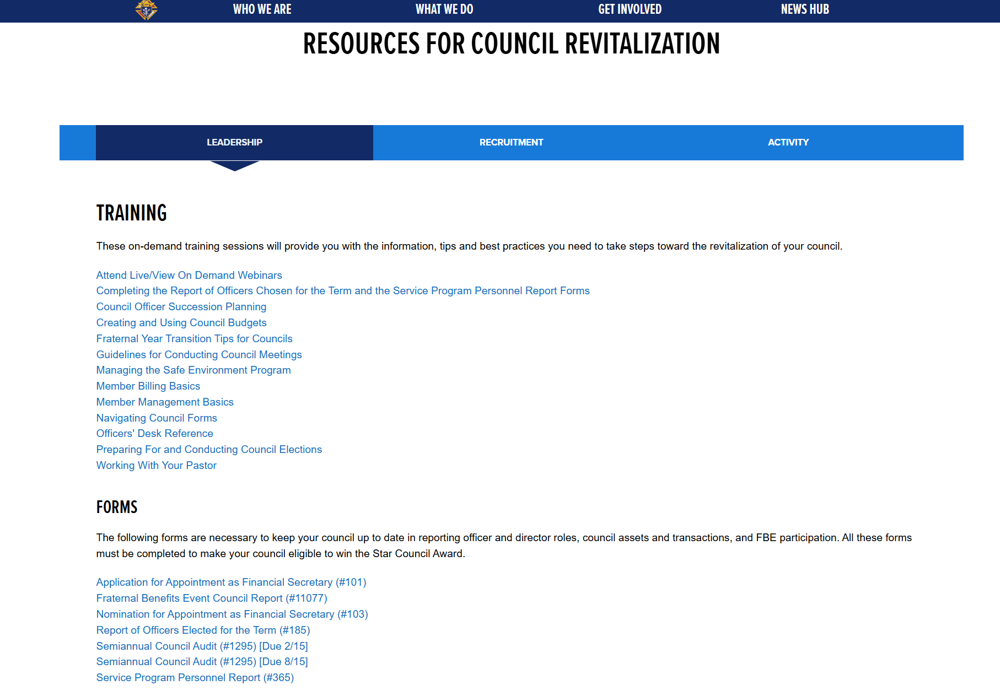 K OF C
WHO WE ARE
WHAT WE DO
GET INVOLVED
NEWS HUB
RESOURCES FOR COUNCIL REVITALIZATION
LEADERSHIP
RECRUITMENT
ACTIVITY
TRAINING
These on-demand training sessions will provide you with the information, tips and best practices you need to take steps toward the revitalization of your council.
Attend Live/View On Demand Webinars
Completing the Report of Officers Chosen for the Term and the Service Program Personnel Report Forms
Council Officer Succession Planning
Creating and Using Council Budgets
Fraternal Year Transition Tips for Councils
Guidelines for Conducting Council Meetings
Managing the Safe Environment Program
Member Billing Basics
Member Management Basics
Navigating Council Forms
Officers' Desk Reference
Preparing For and Conducting Council Elections
Working With Your Pastor
FORMS
The following forms are necessary to keep your council up to date in reporting officer and director roles, council assets and transactions, and FBE participation. All these forms
must be completed to make your council eligible to win the Star Council Award.
Application for Appointment as Financial Secretary (#101)
Fraternal Benefits Event Council Report (#11077)
Nomination for Appointment as Financial Secretary (#103)
Report of Officers Elected for the Term (#185)
Semiannual Council Audit (#1295) [Due 2/15]
Semiannual Council Audit (#1295) [Due 8/15]
Service Program Personnel Report (#365)